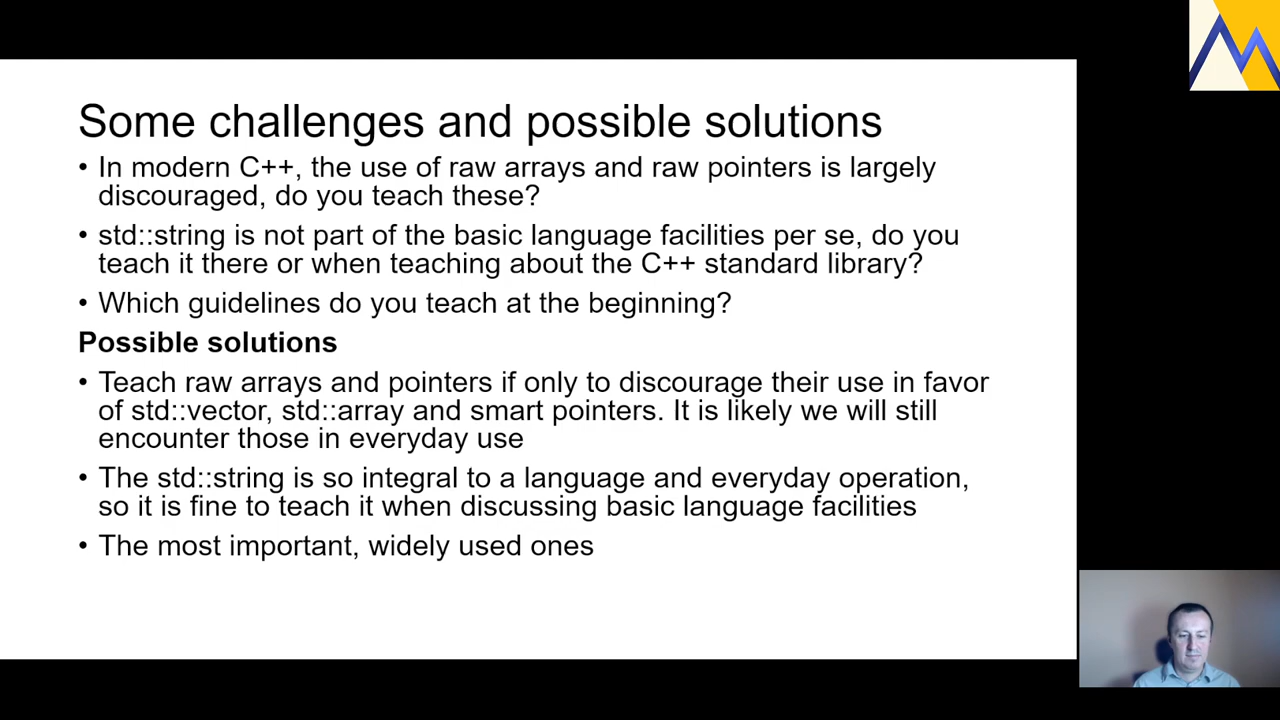 Some challenges and possible solutions
• In modern C++, the use of raw arrays and raw pointers is largely
discouraged, do you teach these?
• std::string is not part of the basic language facilities per se, do you
teach it there or when teaching about the C++ standard library?
• Which guidelines do you teach at the beginning?
Possible solutions
• Teach raw arrays and pointers if only to discourage their use in favor
of std::vector, std::array and smart pointers. It is likely we will still
encounter those in everyday use
• The std::string is so integral to a language and everyday operation,
so it is fine to teach it when discussing basic language facilities
• The most important, widely used ones